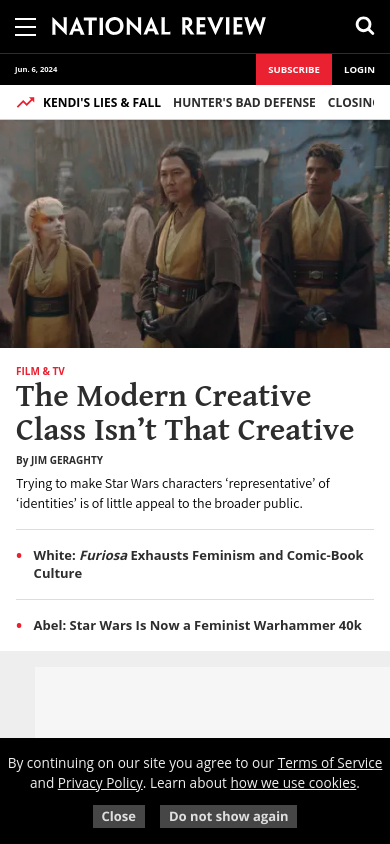 NATIONAL REVIEW
Jun. 6, 2024
SUBSCRIBE
LOGIN
KENDI'S LIES & FALL
HUNTER'S BAD DEFENSE
CLOSING
FILM & TV
The Modern Creative
Class Isn’t That Creative
By JIM GERAGHTY
Trying to make Star Wars characters ‘representative’ of
‘identities’ is of little appeal to the broader public.
• White: Furiosa Exhausts Feminism and Comic-Book
Culture
• Abel: Star Wars Is Now a Feminist Warhammer 40k
By continuing on our site you agree to our Terms of Service
and Privacy Policy. Learn about how we use cookies.
Close
Do not show again